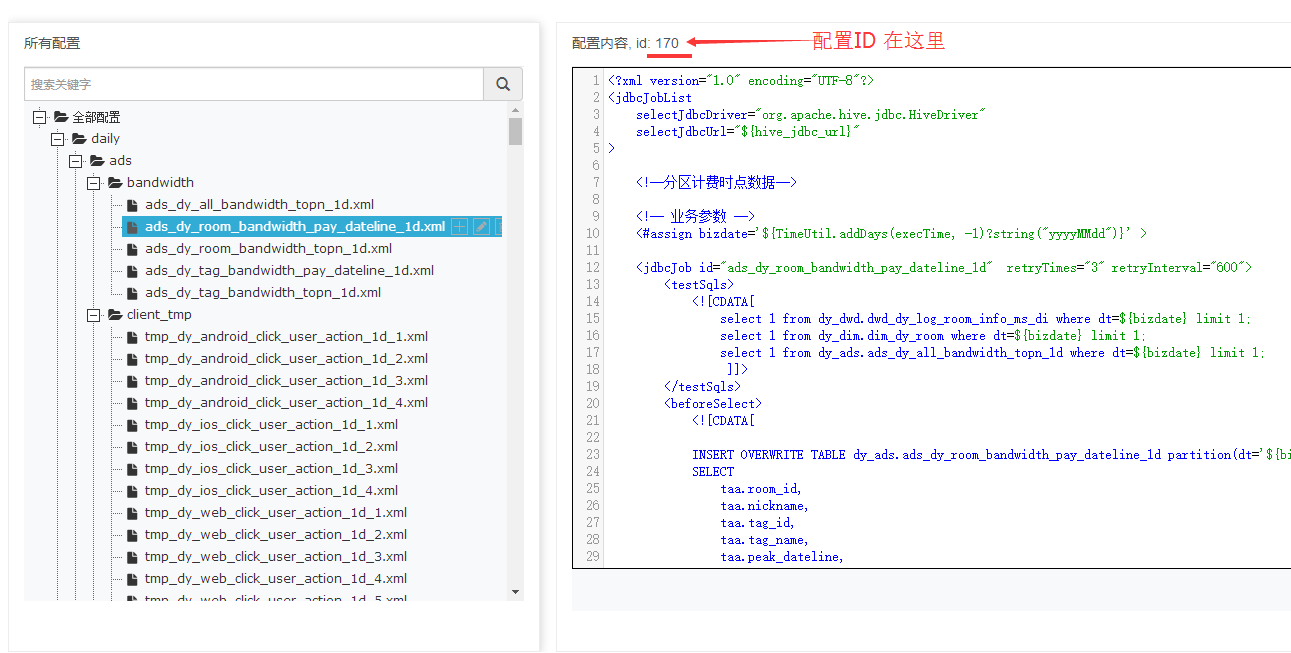 所有配置
搜索关键字
全部配置
daily
ads
bandwidth
ads_dy_all_bandwidth_topn_1d.xml
ads_dy_room_bandwidth_pay_dateline_1d.xml
ads_dy_room_bandwidth_topn_1d.xml
ads_dy_tag_bandwidth_pay_dateline_1d.xml
ads_dy_tag_bandwidth_topn_1d.xml
client_tmp
tmp_dy_android_click_user_action_1d_1.xml
tmp_dy_android_click_user_action_1d_2.xml
tmp_dy_android_click_user_action_1d_3.xml
tmp_dy_android_click_user_action_1d_4.xml
tmp_dy_ios_click_user_action_1d_1.xml
tmp_dy_ios_click_user_action_1d_2.xml
tmp_dy_ios_click_user_action_1d_3.xml
tmp_dy_ios_click_user_action_1d_4.xml
tmp_dy_web_click_user_action_1d_1.xml
tmp_dy_web_click_user_action_1d_2.xml
tmp_dy_web_click_user_action_1d_3.xml
tmp_dy_web_click_user_action_1d_4.xml
tmp_dy_web_click_user_action_1d_5.xml
配置内容, id: 170 配置ID 在这里
1 <?xml version="1.0" encoding="UTF-8"?>
2 <jdbcJobList
3 selectJdbcDriver="org.apache.hive.jdbc.HiveDriver"
4 selectJdbcUrl="${hive_jdbc_url}"
5 >
6
7 <!--分区计费时点数据-->
8
9 <!-- 业务参数 -->
10 <#assign bizdate='${TimeUtil.addDays(execTime, -1)?string("yyyyMMdd")}' >
11
12 <jdbcJob id="ads_dy_room_bandwidth_pay_dateline_1d" retryTimes="3" retryInterval="600">
13 <testSqls>
14 <![CDATA[
15 select 1 from dy_dwd.dwd_dy_log_room_info_ms_di where dt=${bizdate} limit 1;
16 select 1 from dy_dim.dim_dy_room where dt=${bizdate} limit 1;
17 select 1 from dy_ads.ads_dy_all_bandwidth_topn_1d where dt=${bizdate} limit 1;
18 ]]>
19 </testSqls>
20 <beforeSelect>
21 <![CDATA[
22
23 INSERT OVERWRITE TABLE dy_ads.ads_dy_room_bandwidth_pay_dateline_1d partition(dt='${bi
24 SELECT
25 taa.room_id,
26 taa.nickname,
27 taa.tag_id,
28 taa.tag_name,
29 taa.peak_dateline,